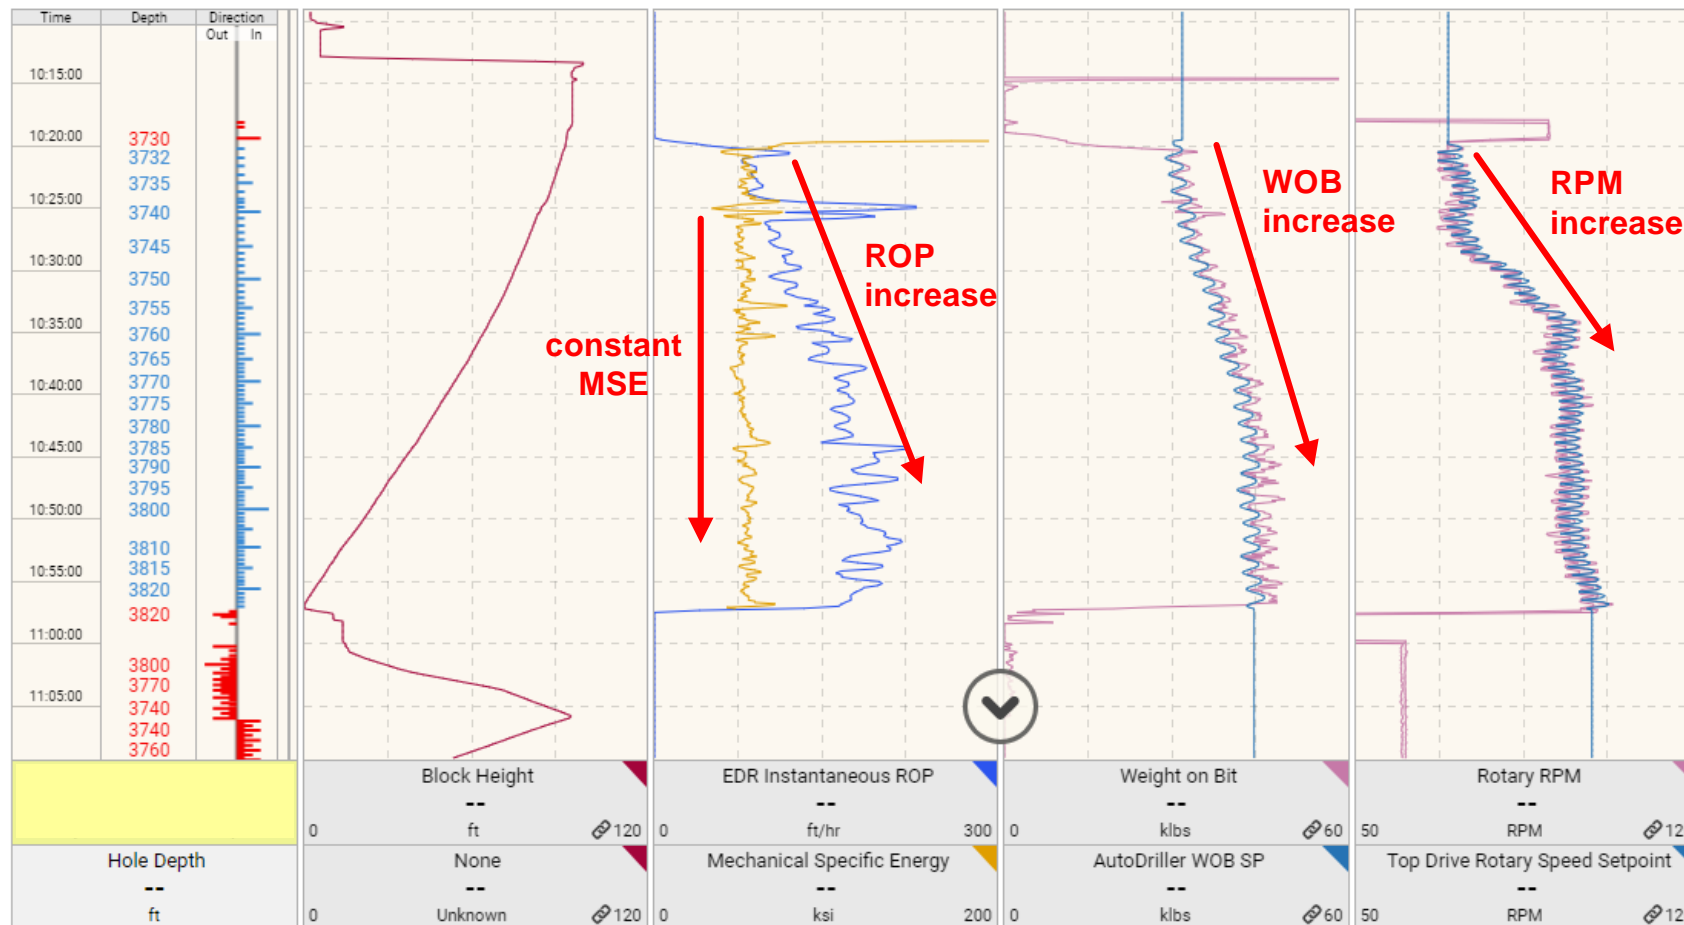 Time Depth Direction
Out In
10:15:00
10:20:00
3730
3732
3735
10:25:00
3740
3745
10:30:00
3750
3755
10:35:00
3760
3765
10:40:00
3770
3775
3780
10:45:00
3785
3790
3795
10:50:00
3800
3810
10:55:00
3815
3820
3820
11:00:00
3800
3770
11:05:00
3740
3740
3760
constant
MSE
ROP
increase
WOB
increase
RPM
increase
Block Height
--
0 ft 120
EDR Instantaneous ROP
--
0 ft/hr 300
Weight on Bit
--
0 klbs 60
Rotary RPM
--
50 RPM 12
Hole Depth
--
ft
None
--
0 Unknown 120
Mechanical Specific Energy
--
0 ksi 200
AutoDriller WOB SP
--
0 klbs 60
Top Drive Rotary Speed Setpoint
--
50 RPM 12